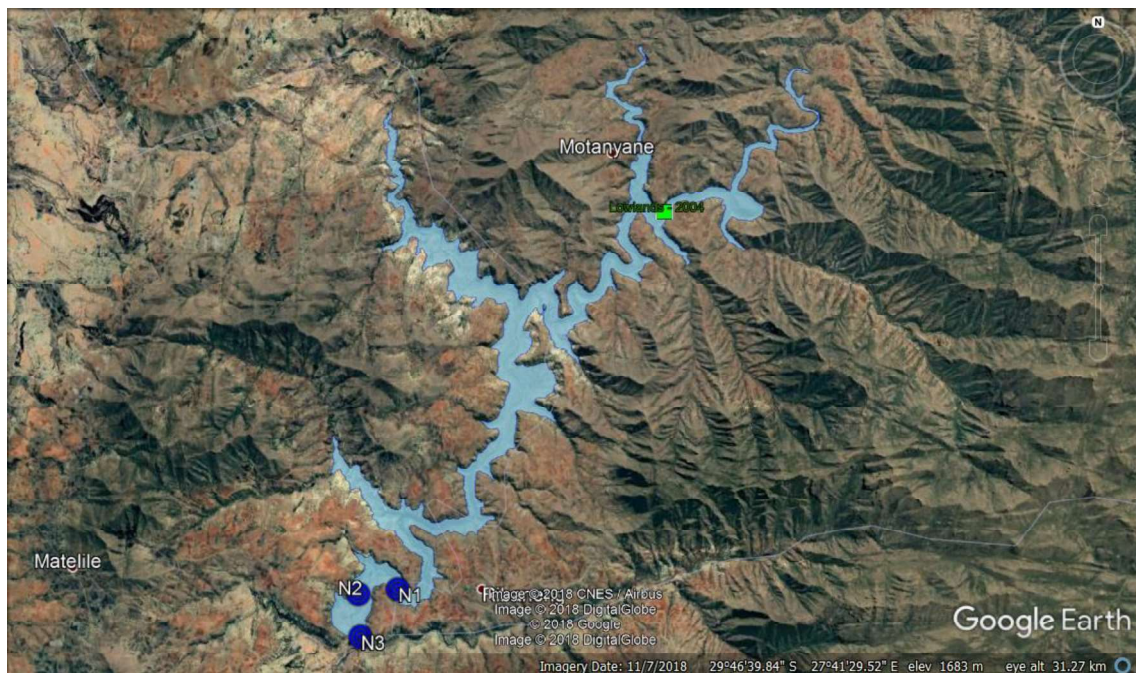 N
Motanyane
Lowlands - 2004
Matelile
N2
N1
N3
Image © 2018 CNES / Airbus
Image © 2018 DigitalGlobe
© 2018 Google
Image © 2018 DigitalGlobe
Google Earth
Imagery Date: 11/7/2018 29°46'39.84" S 27°41'29.52" E elev 1683 m eye alt 31.27 km